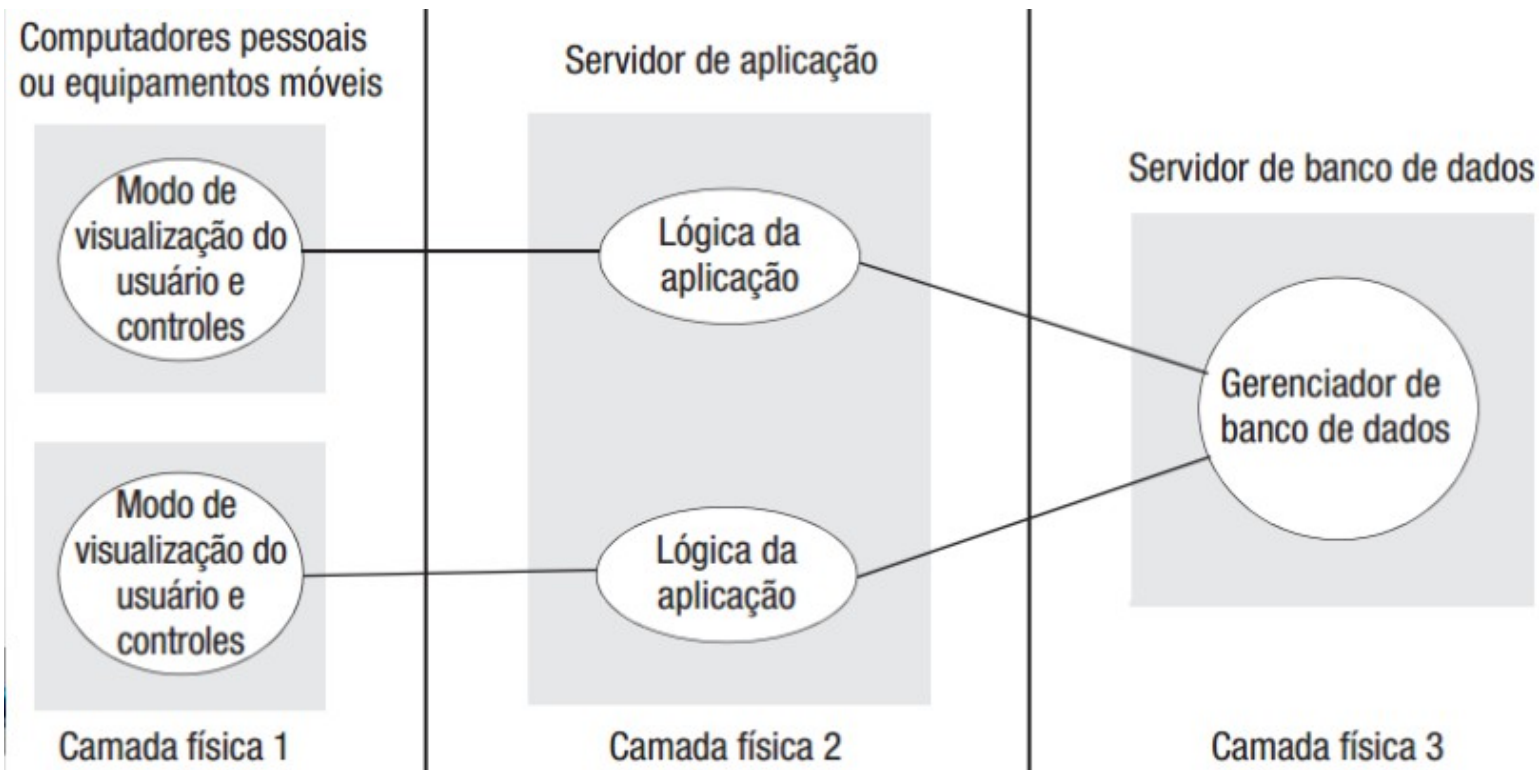 Computadores pessoais
ou equipamentos móveis
Modo de
visualização do
usuário e
controles
Modo de
visualização do
usuário e
controles
Camada física 1
Servidor de aplicação
Lógica da
aplicação
Lógica da
aplicação
Camada física 2
Servidor de banco de dados
Gerenciador de
banco de dados
Camada física 3